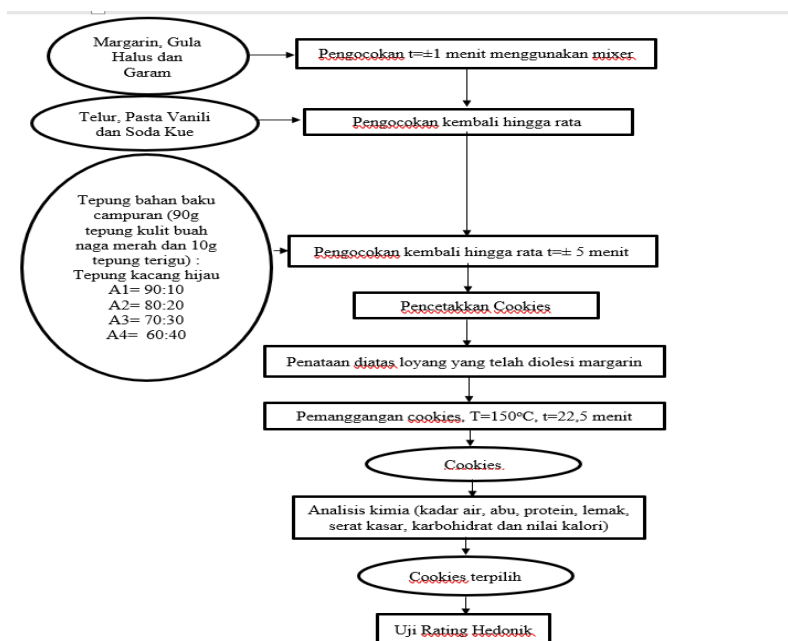 Margarin, Gula
Halus dan
Garam
Pengocokan t=±1 menit menggunakan mixer
Telur, Pasta Vanili
dan Soda Kue
Pengocokan kembali hingga rata
Tepung bahan baku
campuran (90g
tepung kulit buah
naga merah dan 10g
tepung terigu) :
Tepung kacang hijau
A1= 90:10
A2= 80:20
A3= 70:30
A4= 60:40
Pengocokan kembali hingga rata t=± 5 menit
Pencetakkan Cookies
Penataan diatas loyang yang telah diolesi margarin
Pemanggangan cookies, T=150°C, t=22,5 menit
Cookies
Analisis kimia (kadar air, abu, protein, lemak,
serat kasar, karbohidrat dan nilai kalori)
Cookies terpilih
Uji Rating Hedonik